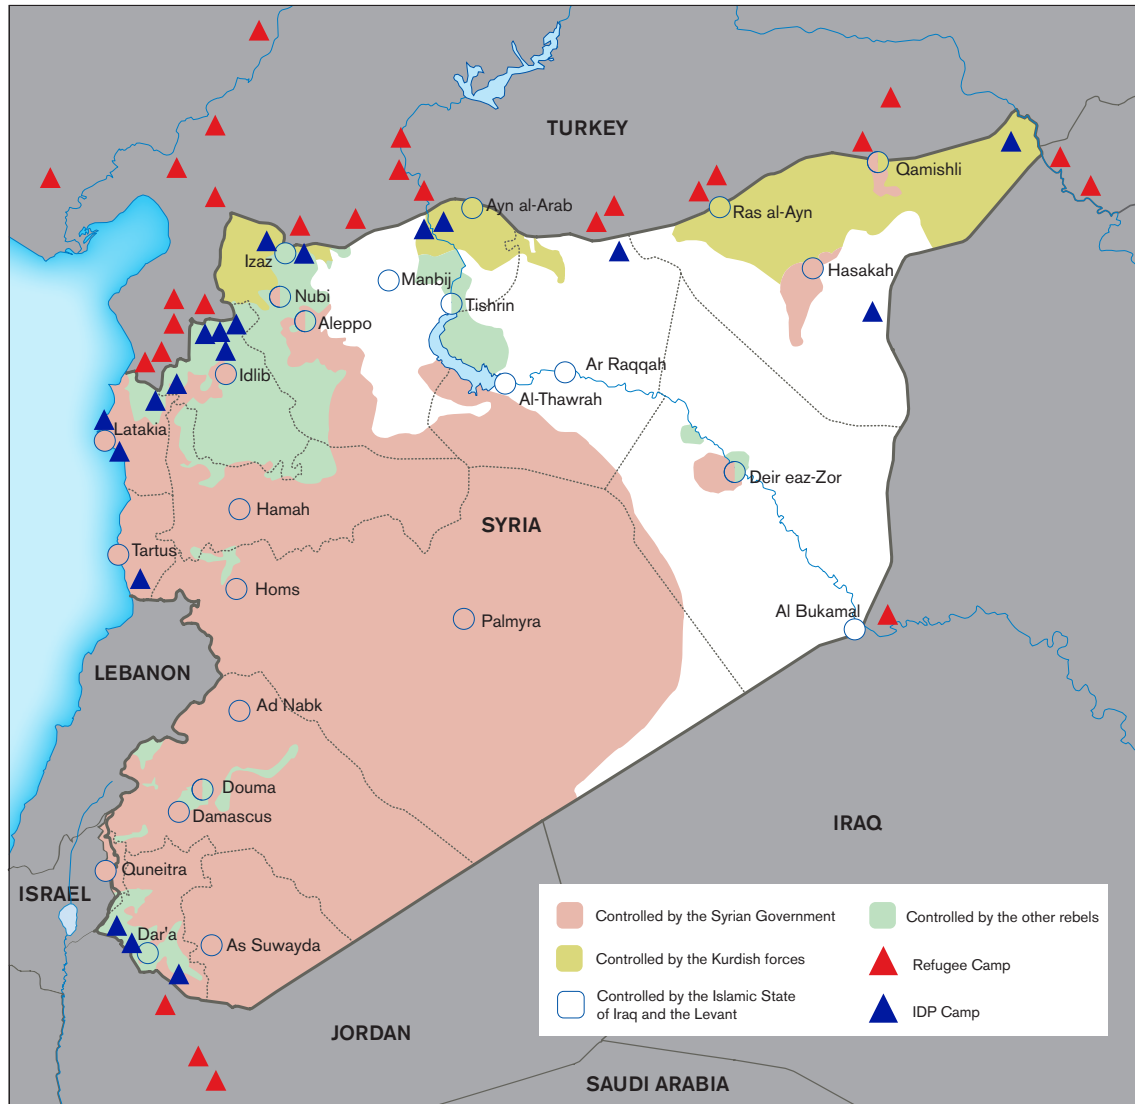 TURKEY
Qamishli
Ayn al-Arab
Ras al-Ayn
Izaz
Hasakah
Manbij
Nubi
Tishrin
Aleppo
Ar Raqqah
Idlib
Al-Thawrah
Latakia
Deir eaz-Zor
Hamah
SYRIA
Tartus
Homs
Al Bukamal
Palmyra
LEBANON
Ad Nabk
Douma
Damascus
IRAQ
Quneitra
ISRAEL
Dar'a
As Suwayda
Controlled by the Syrian Government
Controlled by the other rebels
Controlled by the Kurdish forces
Refugee Camp
Controlled by the Islamic State
of Iraq and the Levant
IDP Camp
JORDAN
SAUDI ARABIA